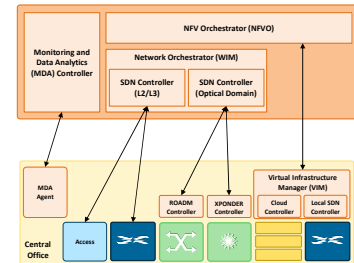 NFV Orchestrator (NFVO)
Monitoring and
Data Analytics
(MDA) Controller
Network Orchestrator (WIM)
SDN Controller
(L2/L3)
SDN Controller
(Optical Domain)
MDA
Agent
ROADM
Controller
XPONDER
Controller
Virtual Infrastructure
Manager (VIM)
Cloud
Controller
Local SDN
Controller
Central
Office
Access